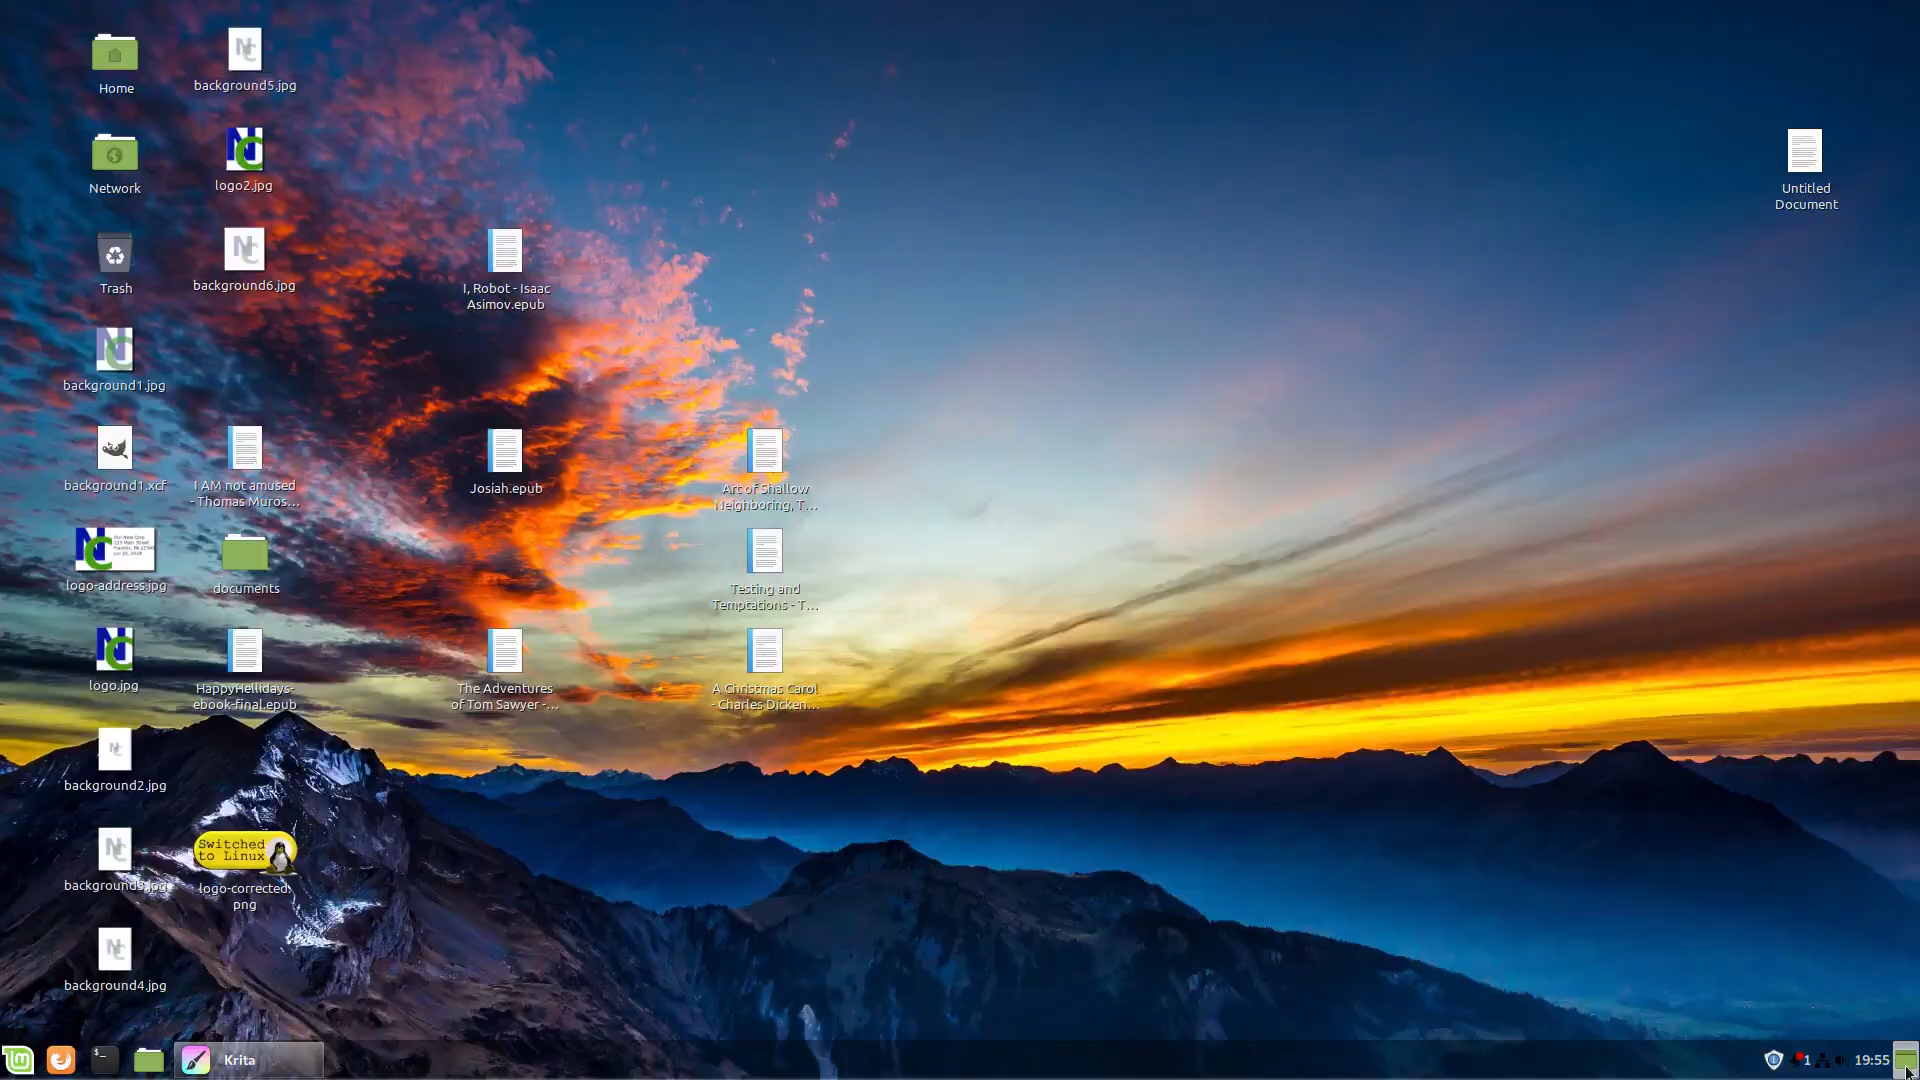 Home
background5.jpg
Network
logo2.jpg
Untitled
Document
Trash
background6.jpg
I, Robot - Isaac
Asimov.epub
background1.jpg
background1.xcf
I AM not amused
- Thomas Muros...
Josiah.epub
Art of Shallow
Neighboring, T...
logo-address.jpg
documents
Testing and
Temptations - T...
logo.jpg
HappyHellidays-
ebook-final.epub
The Adventures
of Tom Sawyer -...
A Christmas Carol
- Charles Dicken...
background2.jpg
Switched
to Linux
background3.jpg
logo-corrected.
png
background4.jpg
Krita
1
19:55